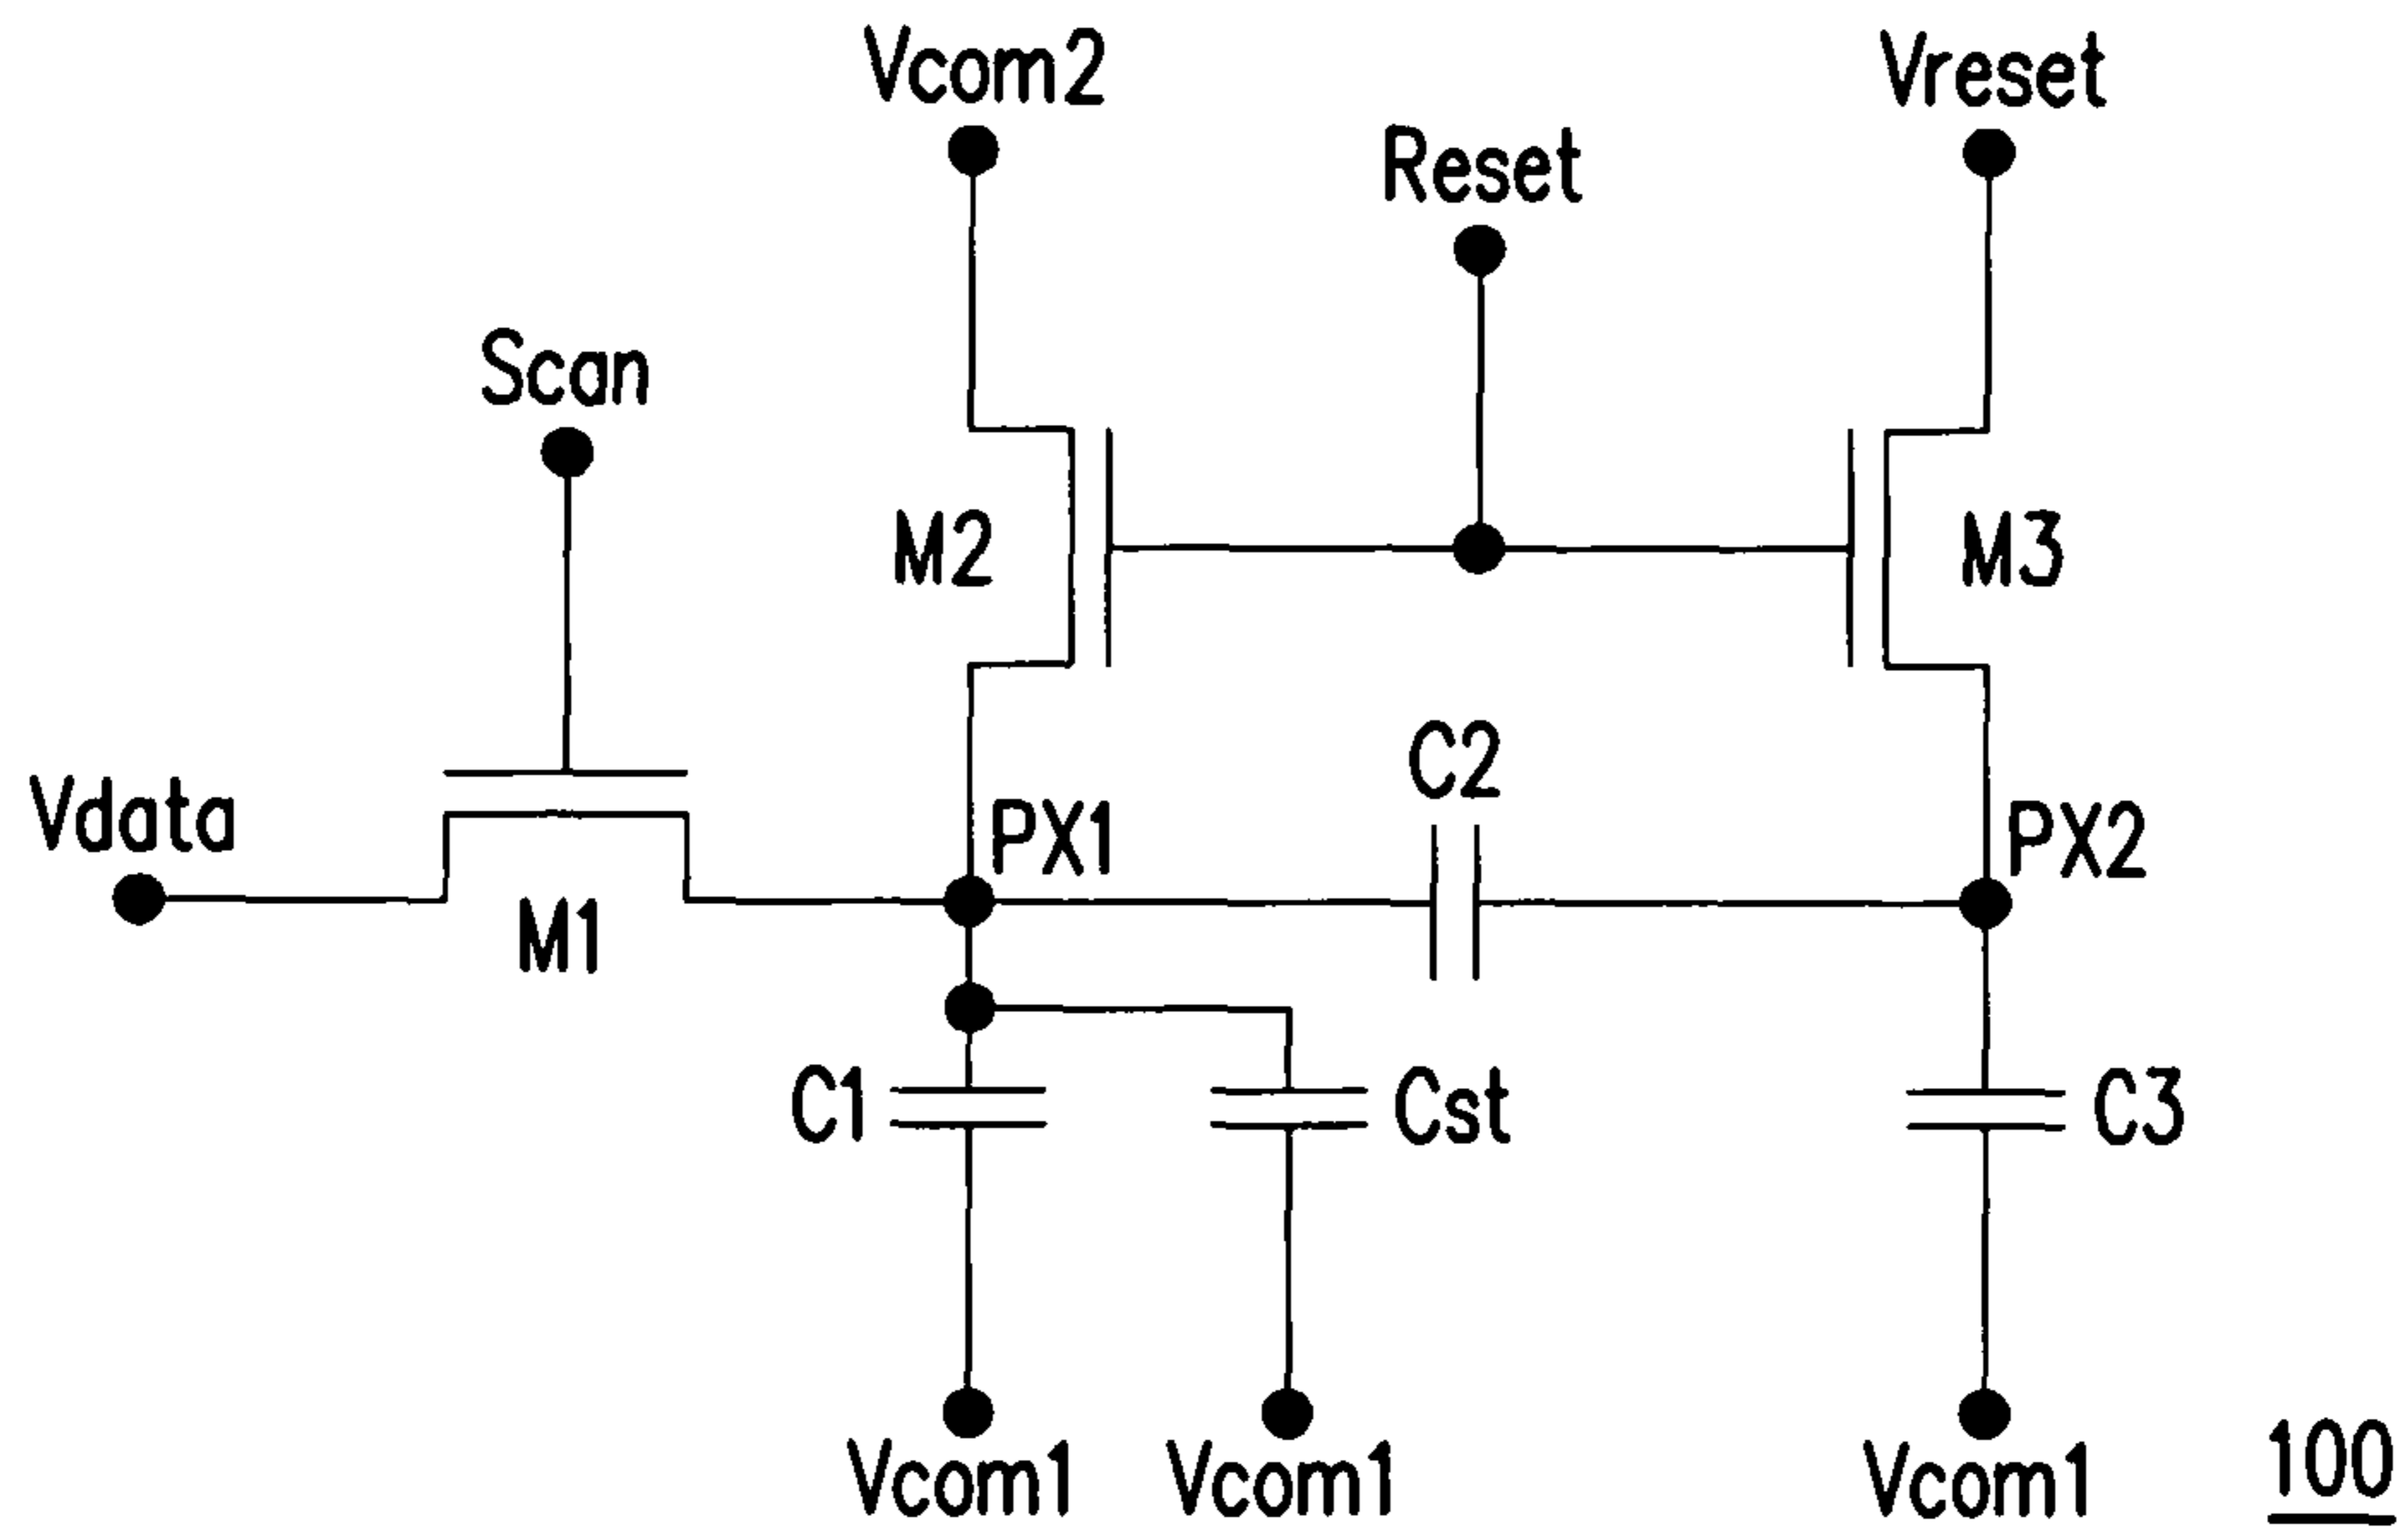 Vcom2
Vreset
Reset
Scan
M2
M3
C2
Vdata
PX1
PX2
M1
C1
Cst
C3
Vcom1
Vcom1
Vcom1
100